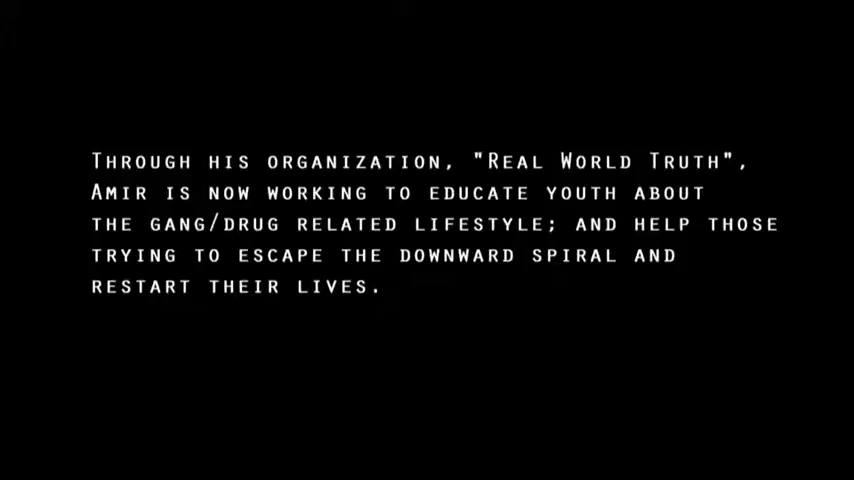 Through his organization, "Real World Truth",
Amir is now working to educate youth about
the gang/drug related lifestyle; and help those
trying to escape the downward spiral and
restart their lives.